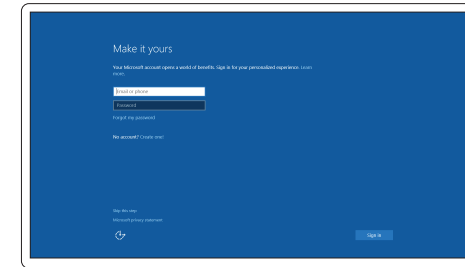 Make it yours
Your Microsoft account opens a world of benefits. Sign in for your personalized experience. Learn
more.
Email or phone
Password
Forgot my password
No account? Create one!
Skip this step
Microsoft privacy statement
Sign in